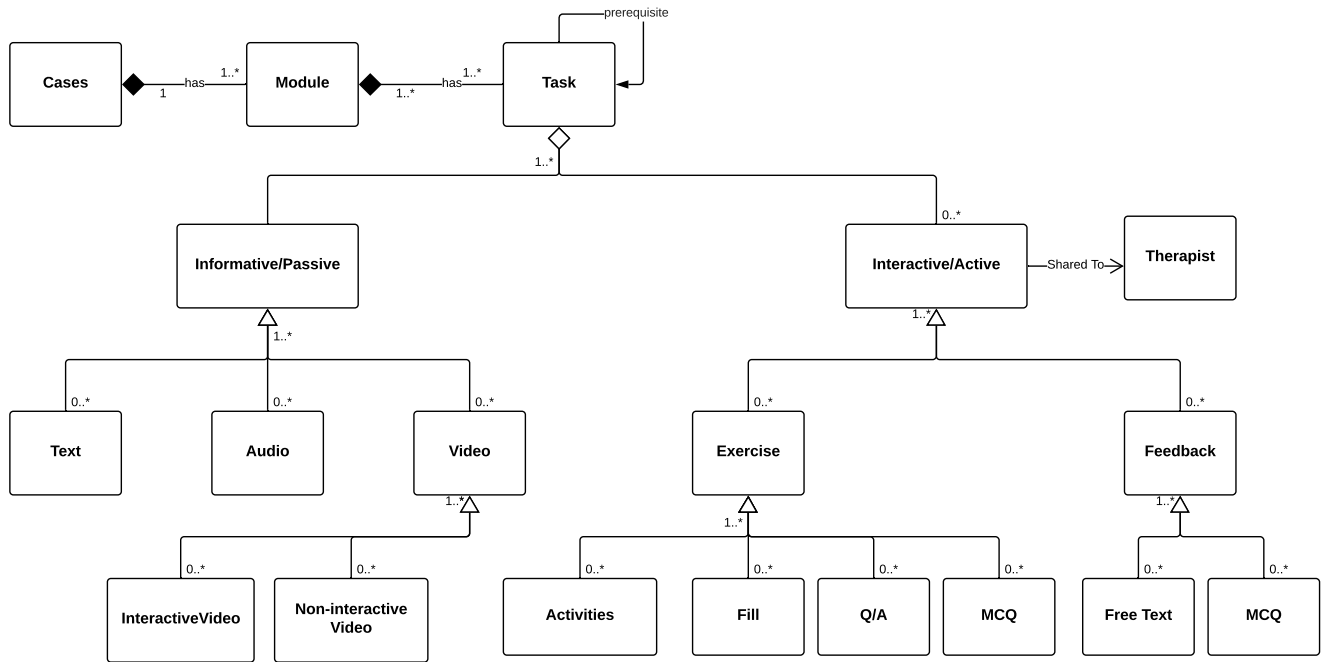 prerequisite
Cases
1
has
1..*
Module
1..*
has
1..*
Task
1..*
Informative/Passive
0..*
Interactive/Active
Shared To
Therapist
1..*
1..*
0..*
Text
0..*
Audio
0..*
Video
0..*
Exercise
0..*
Feedback
1..*
1..*
1..*
0..*
InteractiveVideo
0..*
Non-interactive
Video
0..*
Activities
0..*
Fill
0..*
Q/A
0..*
MCQ
0..*
Free Text
0..*
MCQ